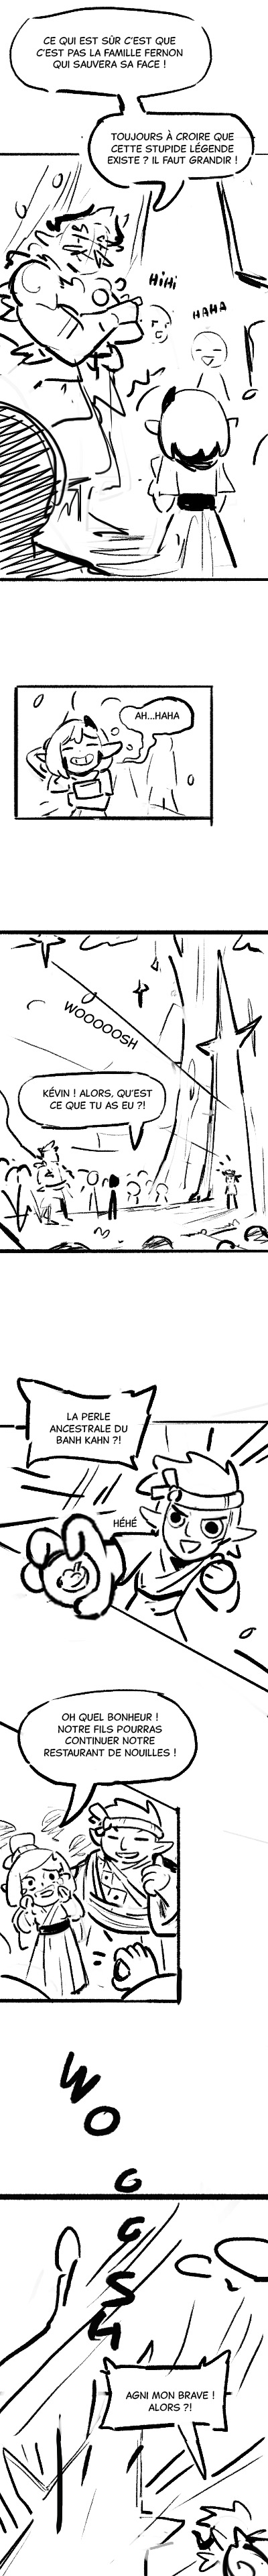 CE QUI EST SÛR C'EST QUE
C'EST PAS LA FAMILLE FERNON
QUI SAUVERA SA FACE !
TOUJOURS À CROIRE QUE
CETTE STUPIDE LÉGENDE
EXISTE ? IL FAUT GRANDIR !
HiHi
HAHA
AH...HAHA
WOOOOOSH
KÉVIN ! ALORS, QU'EST
CE QUE TU AS EU ?!
LA PERLE
ANCESTRALE DU
BANH KAHN ?!
HÉHÉ
OH QUEL BONHEUR !
NOTRE FILS POURRAS
CONTINUER NOTRE
RESTAURANT DE NOUILLES !
WOOOSH
AGNI MON BRAVE !
ALORS ?!